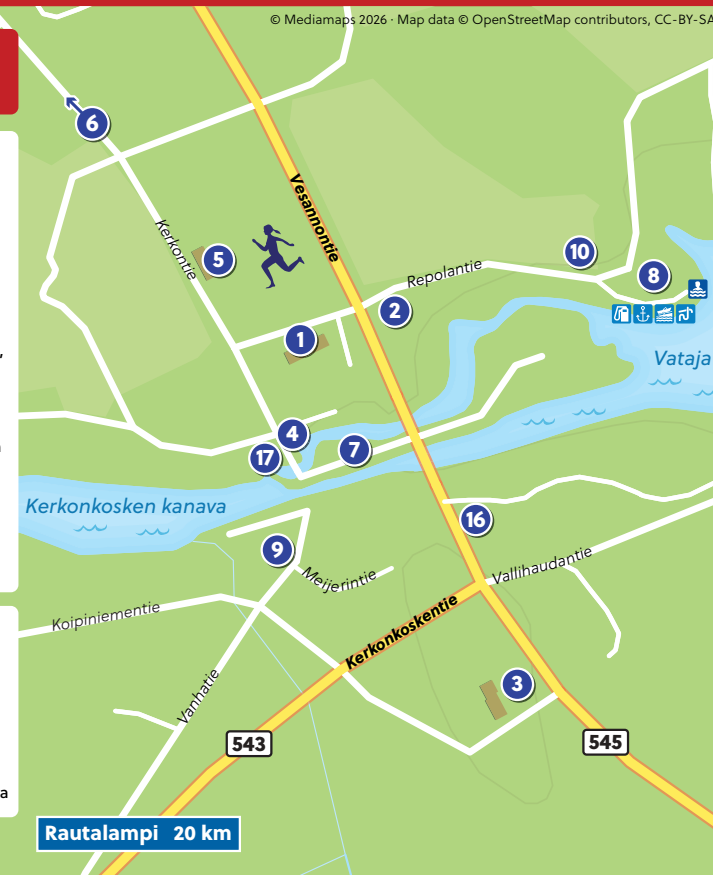 © Mediamaps 2026 · Map data © OpenStreetMap contributors, CC-BY-SA
6
Vesannontie
Kerkontie
5
10
8
Repolantie
2
1
Vataja
4
17
7
Kerkonkosken kanava
16
9
Meijerintie
Vallihaudantie
Koipiniementie
Kerkonkoskentie
3
Vanhatie
543
545
a
Rautalampi 20 km